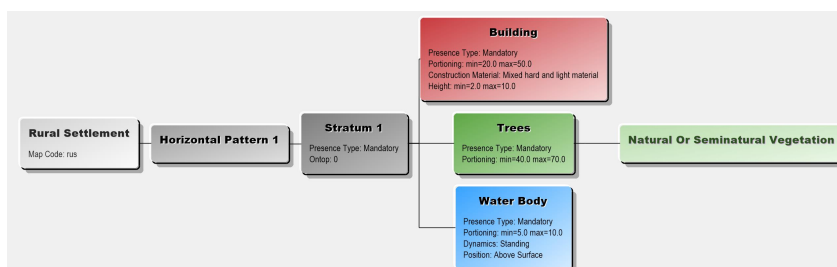 Rural Settlement
Map Code: rus
Horizontal Pattern 1
Stratum 1
Presence Type: Mandatory
Ontop: 0
Building
Presence Type: Mandatory
Portioning: min=20.0 max=50.0
Construction Material: Mixed hard and light material
Height: min=2.0 max=10.0
Trees
Presence Type: Mandatory
Portioning: min=40.0 max=70.0
Natural Or Seminatural Vegetation
Water Body
Presence Type: Mandatory
Portioning: min=5.0 max=10.0
Dynamics: Standing
Position: Above Surface